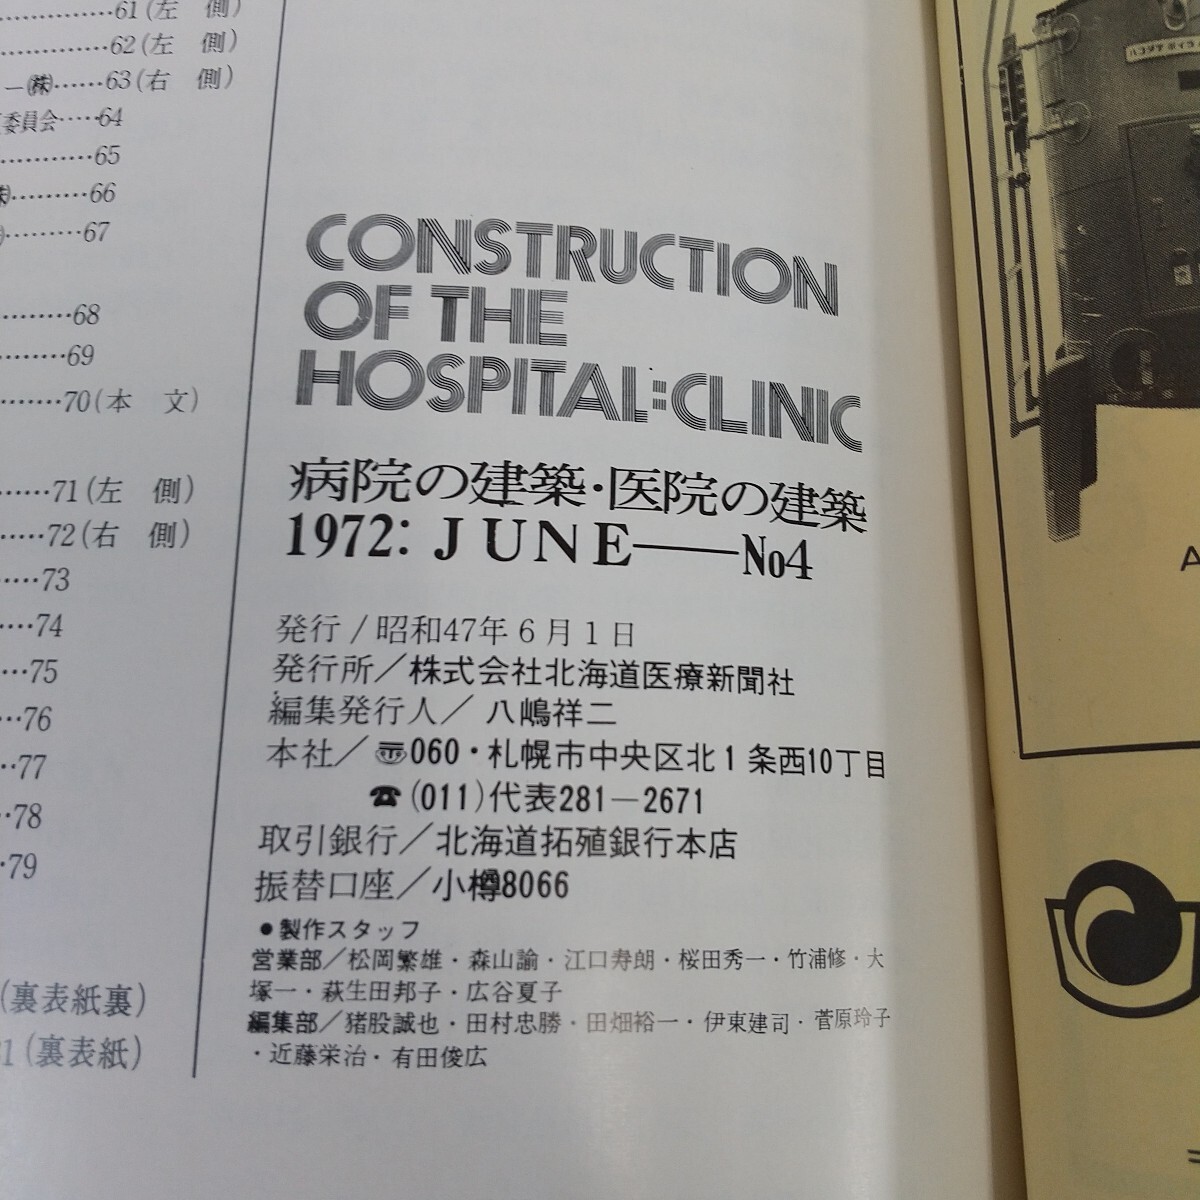 61(左 側)
62(左 側)
ー㈱……63(右 側)
委員会……64
65
66
67
68
69
70(本 文)
71(左 側)
72(右 側)
73
74
75
76
77
78
79
(裏表紙裏)
(裏表紙)
CONSTRUCTION
OF THE
HOSPITAL:CLINIC
病院の建築・医院の建築
1972: JUNE――No4
発行/昭和47年6月1日
発行所/株式会社北海道医療新聞社
編集発行人/八嶋祥二
本社/〠060・札幌市中央区北1条西10丁目
☎(011)代表281―2671
取引銀行/北海道拓殖銀行本店
振替口座/小樽8066
●製作スタッフ
営業部/松岡繁雄・森山諭・江口寿朗・桜田秀一・竹浦修・大
塚一・萩生田邦子・広谷夏子
編集部/猪股誠也・田村忠勝・田畑裕一・伊東建司・菅原玲子
・近藤栄治・有田俊広
A